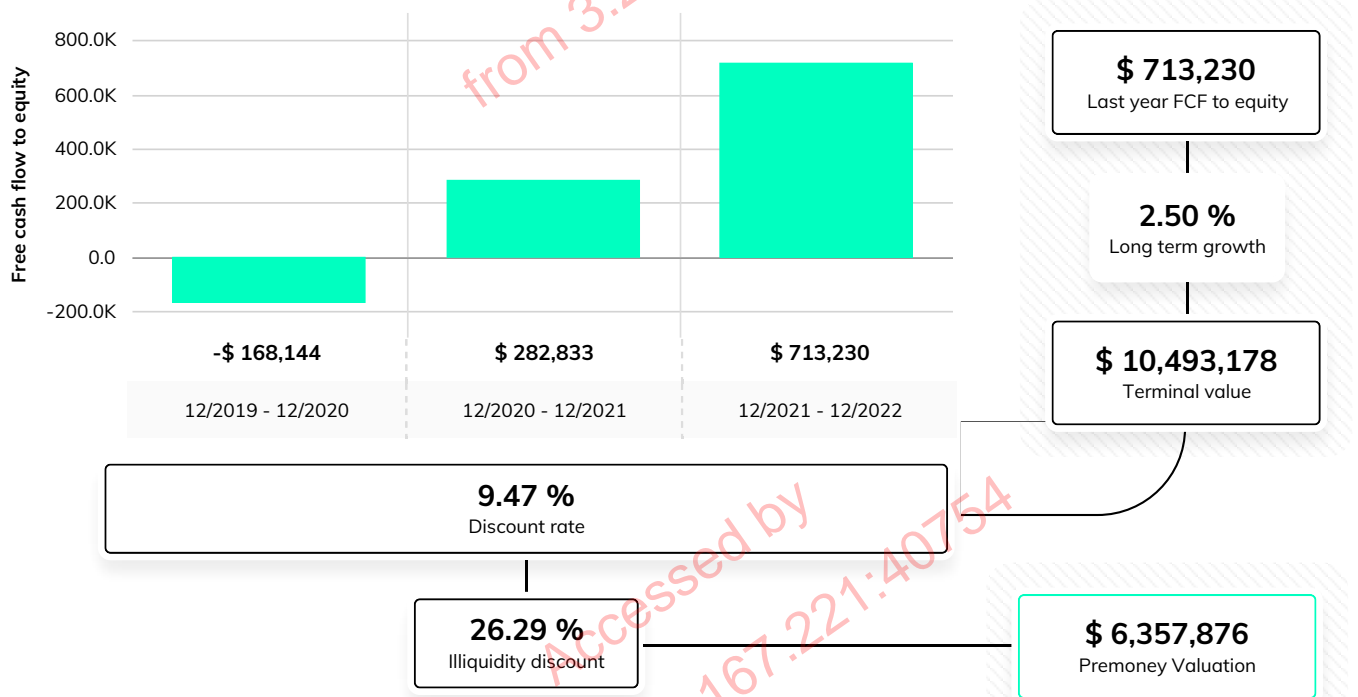 Free cash flow to equity
800.0K
600.0K
400.0K
200.0K
0.0
-200.0K
-$ 168,144
$ 282,833
$ 713,230
12/2019 - 12/2020
12/2020 - 12/2021
12/2021 - 12/2022
$ 713,230
Last year FCF to equity
2.50 %
Long term growth
$ 10,493,178
Terminal value
9.47 %
Discount rate
26.29 %
Illiquidity discount
$ 6,357,876
Premoney Valuation
from 3.2
Accessed by
167.221:40754